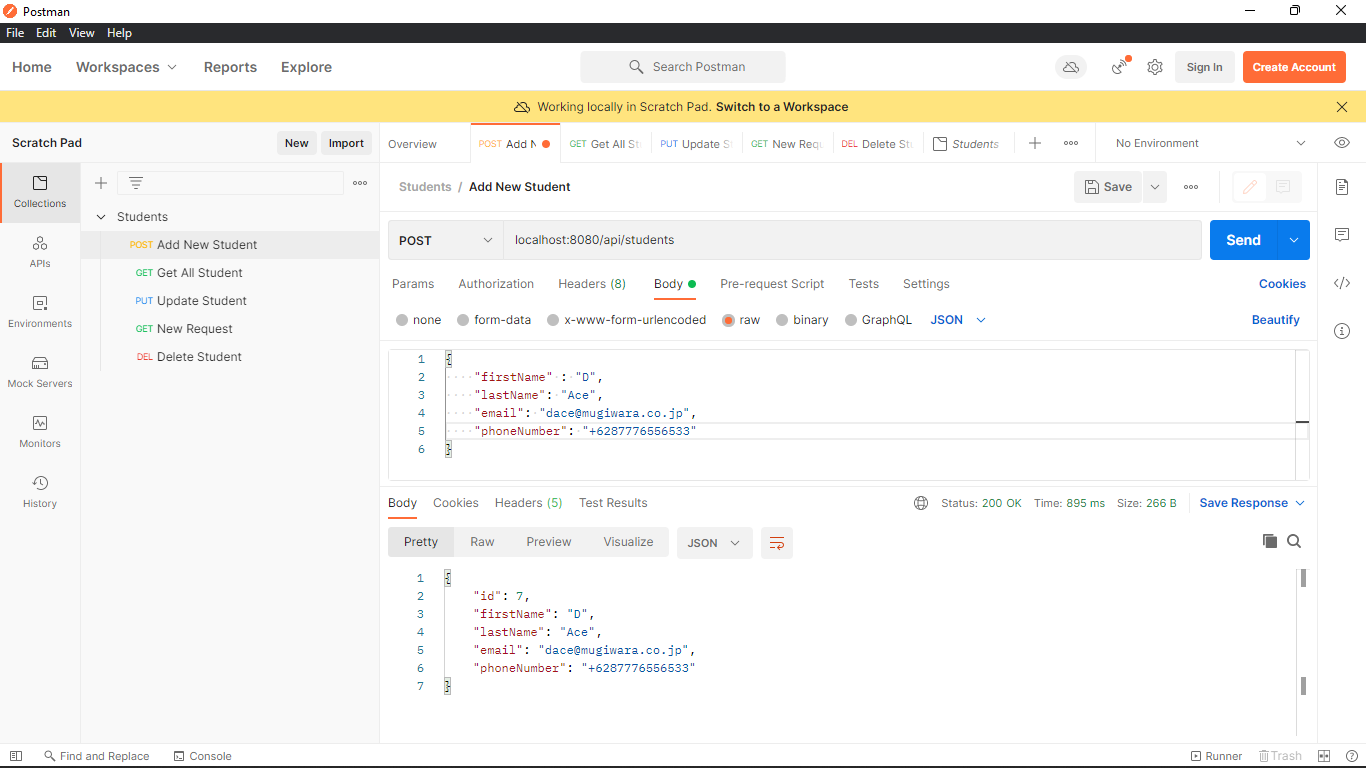 Postman
File Edit View Help
Home Workspaces Reports Explore Search Postman Sign In Create Account
Working locally in Scratch Pad. Switch to a Workspace
Scratch Pad New Import
Overview POST Add N GET Get All St PUT Update S GET New Requ DEL Delete Stu Students No Environment
Collections
APIs
Environments
Mock Servers
Monitors
History
Students
POST Add New Student
GET Get All Student
PUT Update Student
GET New Request
DEL Delete Student
Students / Add New Student Save
POST localhost:8080/api/students Send
Params Authorization Headers (8) Body Pre-request Script Tests Settings Cookies
none form-data x-www-form-urlencoded raw binary GraphQL JSON Beautify
1 {
2 "firstName" : "D",
3 "lastName": "Ace",
4 "email": "dace@mugiwara.co.jp",
5 "phoneNumber": "+6287776556533"
6 }
Body Cookies Headers (5) Test Results Status: 200 OK Time: 895 ms Size: 266 B Save Response
Pretty Raw Preview Visualize JSON
1 {
2 "id": 7,
3 "firstName": "D",
4 "lastName": "Ace",
5 "email": "dace@mugiwara.co.jp",
6 "phoneNumber": "+6287776556533"
7 }
Find and Replace Console Runner Trash